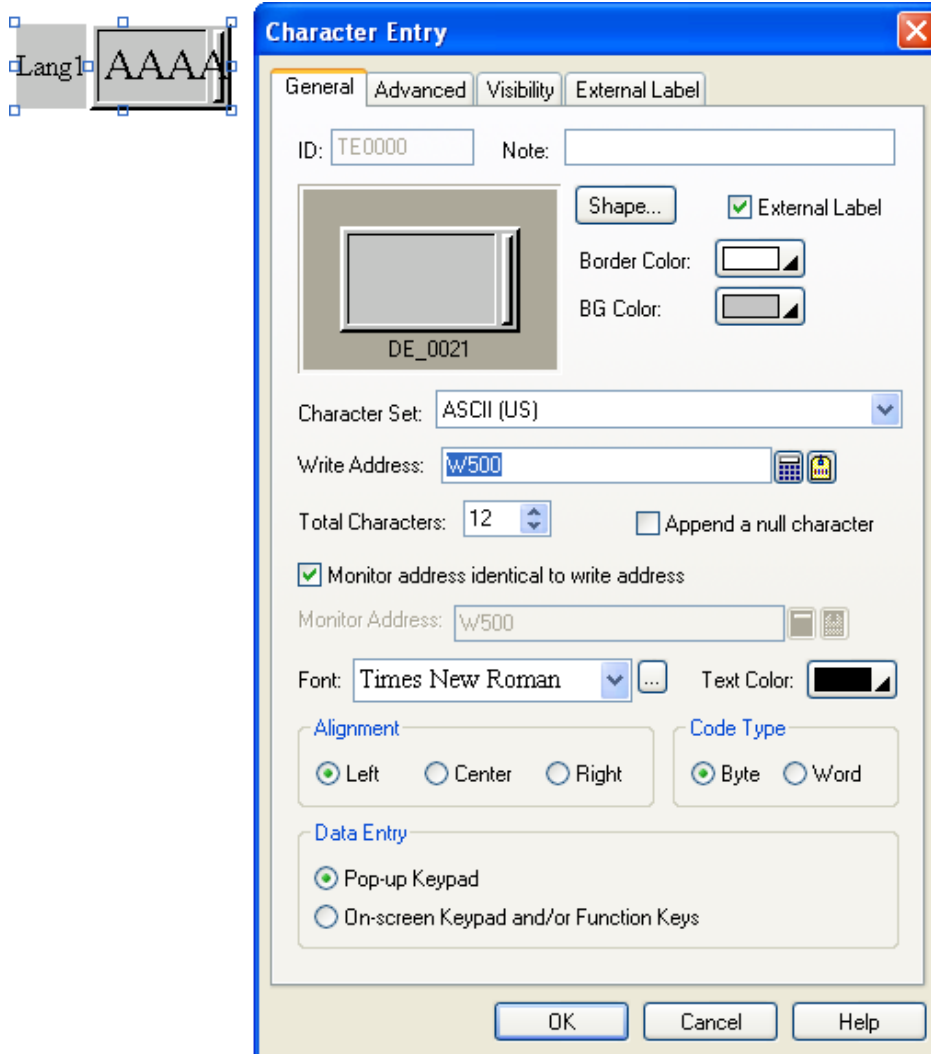 Lang1 AAAA
Character Entry
General Advanced Visibility External Label
ID: TE0000 Note:
Shape... External Label
Border Color:
BG Color:
DE_0021
Character Set: ASCII (US)
Write Address: W500
Total Characters: 12 Append a null character
Monitor address identical to write address
Monitor Address: W500
Font: Times New Roman ... Text Color:
Alignment Code Type
Left Center Right Byte Word
Data Entry
Pop-up Keypad
On-screen Keypad and/or Function Keys
OK Cancel Help